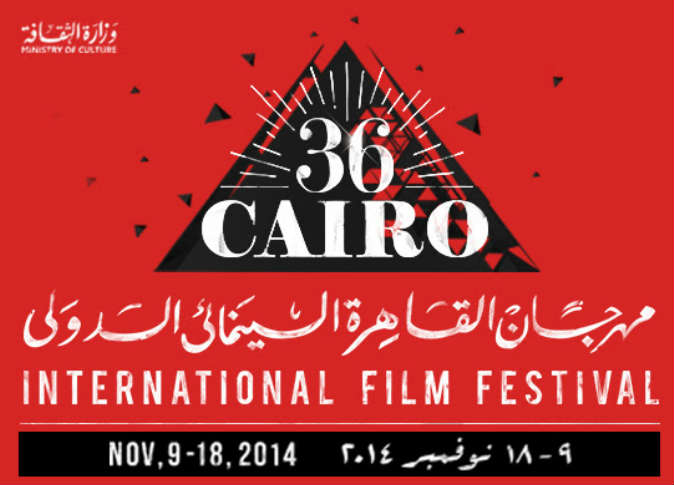 وزارة الثقافة
MINISTRY OF CULTURE
36
CAIRO
مهرجان القاهرة السينمائى الدولى
INTERNATIONAL FILM FESTIVAL
NOV, 9-18, 2014 ٩ - ١٨ نوفمبر ٢٠١٤